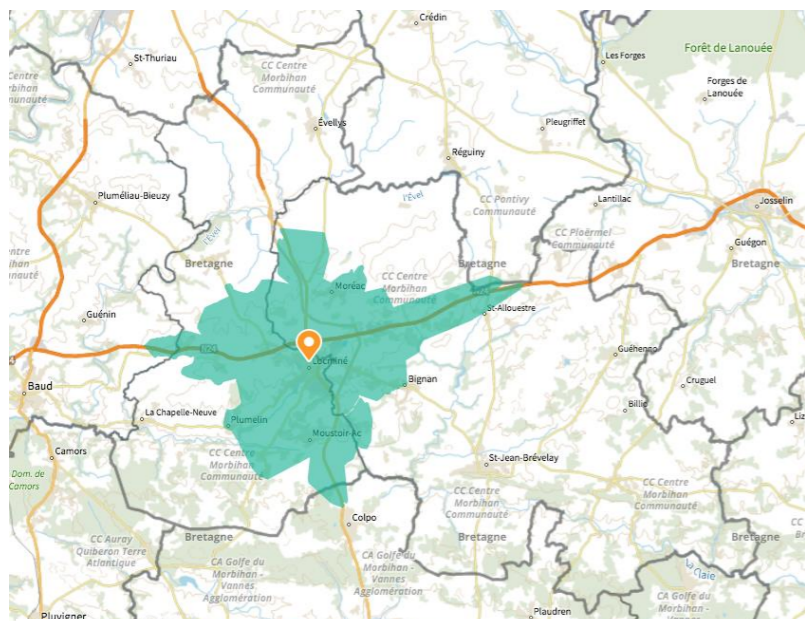 Crédin
St-Thuriau
CC Centre
Morbihan
Communauté
Les Forges
Forêt de Lanouée
Forges de
Lanouée
Centre
Morbihan
Communauté
Évellys
Pleugriffet
Réguiny
Pluméliau-Bieuzy
l'Ével
CC Pontivy
Communauté
Lantillac
Josselin
CC Ploërmel
Communauté
Guégon
l'Ével
Bretagne
Bretagne
Bretagne
CC Centre
Morbihan
Communauté
Moréac
St-Allouestre
Guénin
N24
Locminé
Guéhenno
Baud
Bignan
Cruguel
La Chapelle-Neuve
Plumelin
Billio
Moustoir-Ac
Camors
CC Centre
Morbihan
Communauté
St-Jean-Brévelay
Dom. de
Camors
CC Centre
Morbihan
Communauté
CC Centre
Morbihan
Communauté
Colpo
CC Auray
Quiberon Terre
Atlantique
Bretagne
Bretagne
CA Golfe du
Morbihan -
Vannes
Agglomération
CA Golfe du
Morbihan -
Vannes
Agglomération
La Claie
CA Golfe du
Morbihan -
Vannes
Agglomération
Pluvigner
Plaudren